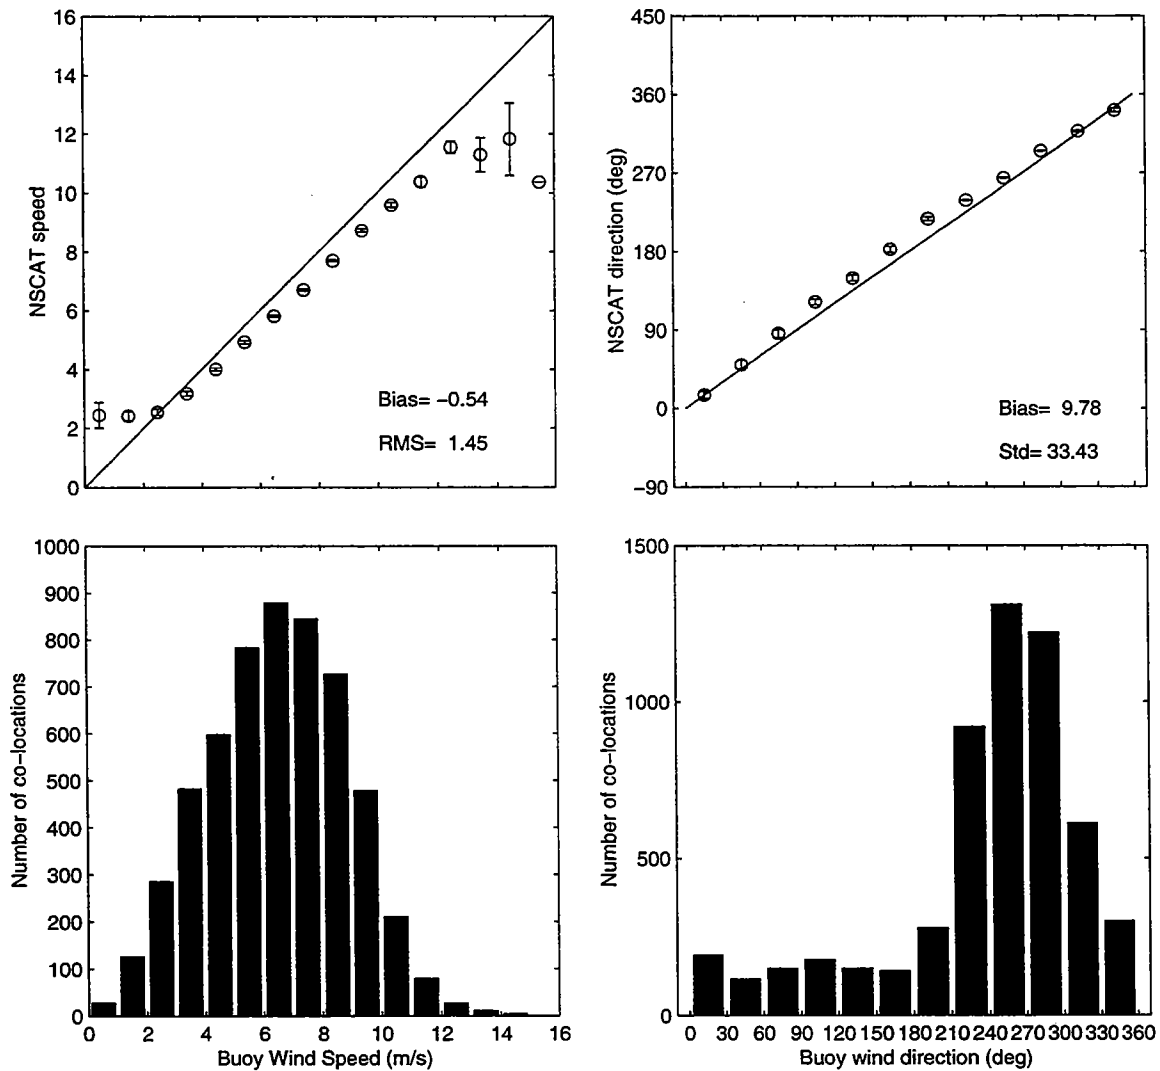 16
14
12
10
8
6
4
2
0
NSCAT speed
Bias= −0.54
RMS= 1.45
450
360
270
180
90
0
−90
NSCAT direction (deg)
Bias= 9.78
Std= 33.43
1000
900
800
700
600
500
400
300
200
100
0
Number of co−locations
0 2 4 6 8 10 12 14 16
Buoy Wind Speed (m/s)
1500
1000
500
0
Number of co−locations
0 30 60 90 120 150 180 210 240 270 300 330 360
Buoy wind direction (deg)